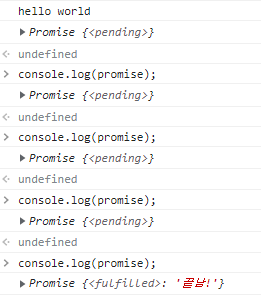 hello world
▶ Promise {<pending>}
undefined
console.log(promise);
▶ Promise {<pending>}
undefined
console.log(promise);
▶ Promise {<pending>}
undefined
console.log(promise);
▶ Promise {<pending>}
undefined
console.log(promise);
▶ Promise {<fulfilled>: '끝남!'}